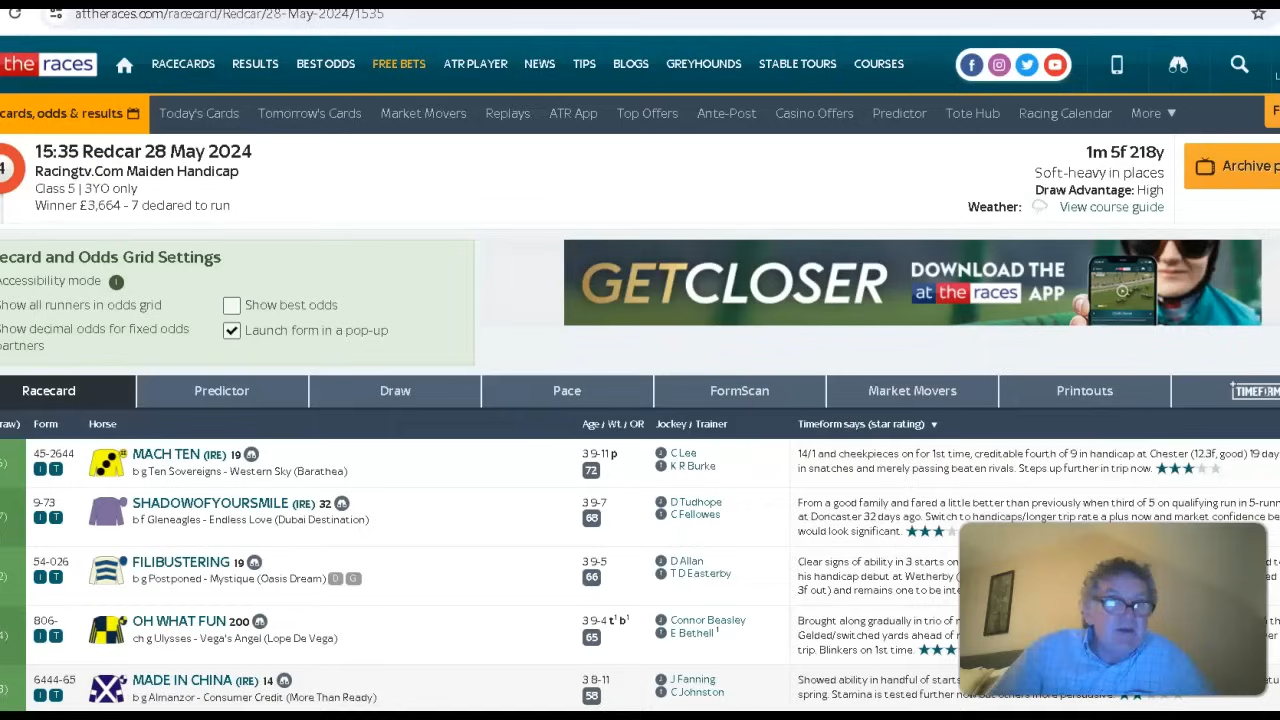 attheraces.com/racecard/Redcar/28-May-2024/1535
the races
RACECARDS RESULTS BEST ODDS FREE BETS ATR PLAYER NEWS TIPS BLOGS GREYHOUNDS STABLE TOURS COURSES
cards, odds & results Today's Cards Tomorrow's Cards Market Movers Replays ATR App Top Offers Ante-Post Casino Offers Predictor Tote Hub Racing Calendar More ▼ F
4
15:35 Redcar 28 May 2024
Racingtv.Com Maiden Handicap
Class 5 | 3YO only
Winner £3,664 - 7 declared to run
1m 5f 218y
Soft-heavy in places
Draw Advantage: High
Weather: View course guide
Archive p
ecard and Odds Grid Settings
Accessibility mode i
how all runners in odds grid Show best odds
how decimal odds for fixed odds Launch form in a pop-up
artners
GETCLOSER
DOWNLOAD THE
at the races APP
Racecard Predictor Draw Pace FormScan Market Movers Printouts TIMEFORM
raw) Form Horse Age / Wt. / OR Jockey / Trainer Timeform says (star rating) ▼
5) 45-2644 MACH TEN (IRE) 19 3 9-11 p C Lee 14/1 and cheekpieces on for 1st time, creditable fourth of 9 in handicap at Chester (12.3f, good) 19 day
I T b g Ten Sovereigns - Western Sky (Barathea) 72 K R Burke in snatches and merely passing beaten rivals. Steps up further in trip now. ★★★★★
7) 9-73 SHADOWOFYOURSMILE (IRE) 32 3 9-7 D Tudhope From a good family and fared a little better than previously when third of 5 on qualifying run in 5-runn
I T b f Gleneagles - Endless Love (Dubai Destination) 68 C Fellowes at Doncaster 32 days ago. Switch to handicaps/longer trip rate a plus now and market confidence be
would look significant. ★★★★
2) 54-026 FILIBUSTERING 19 3 9-5 D Allan Clear signs of ability in 3 starts on
I T b g Postponed - Mystique (Oasis Dream) D G 66 T D Easterby his handicap debut at Wetherby (
3f out) and remains one to be inte
4) 806- OH WHAT FUN 200 3 9-4 t¹ b¹ Connor Beasley Brought along gradually in trio of
I T ch g Ulysses - Vega's Angel (Lope De Vega) 65 E Bethell ¹ Gelded/switched yards ahead of
trip. Blinkers on 1st time. ★★★
3) 6444-65 MADE IN CHINA (IRE) 14 3 8-11 J Fanning Showed ability in handful of starts
I T b g Almanzor - Consumer Credit (More Than Ready) 58 C Johnston spring. Stamina is tested further now but others more persuasive. ★★